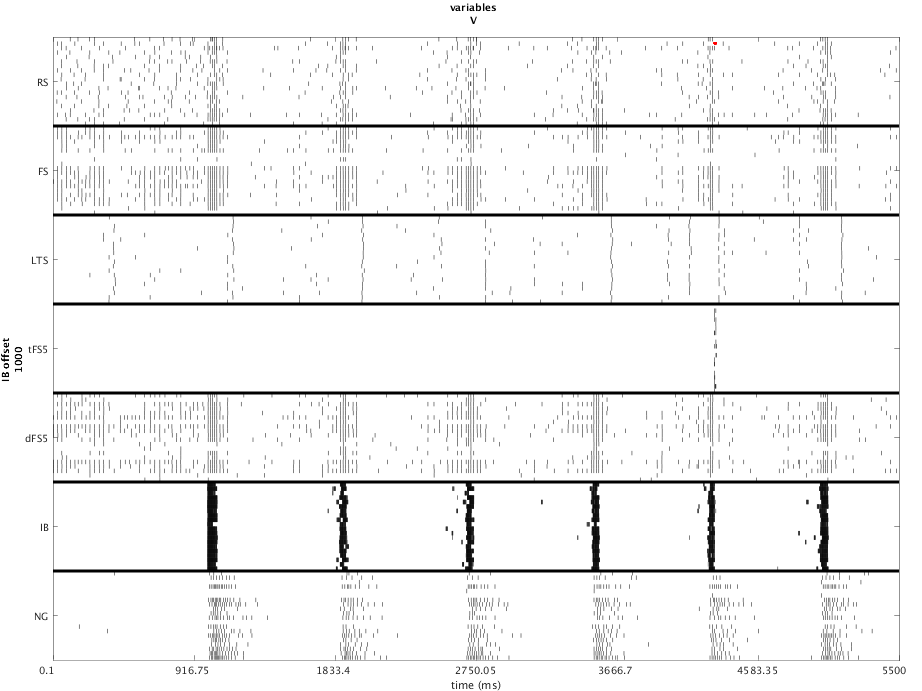 variables
V
RS
FS
LTS
tFS5
dFS5
IB
NG
IB offset
1000
0.1 916.75 1833.4 2750.05 3666.7 4583.35 5500
time (ms)